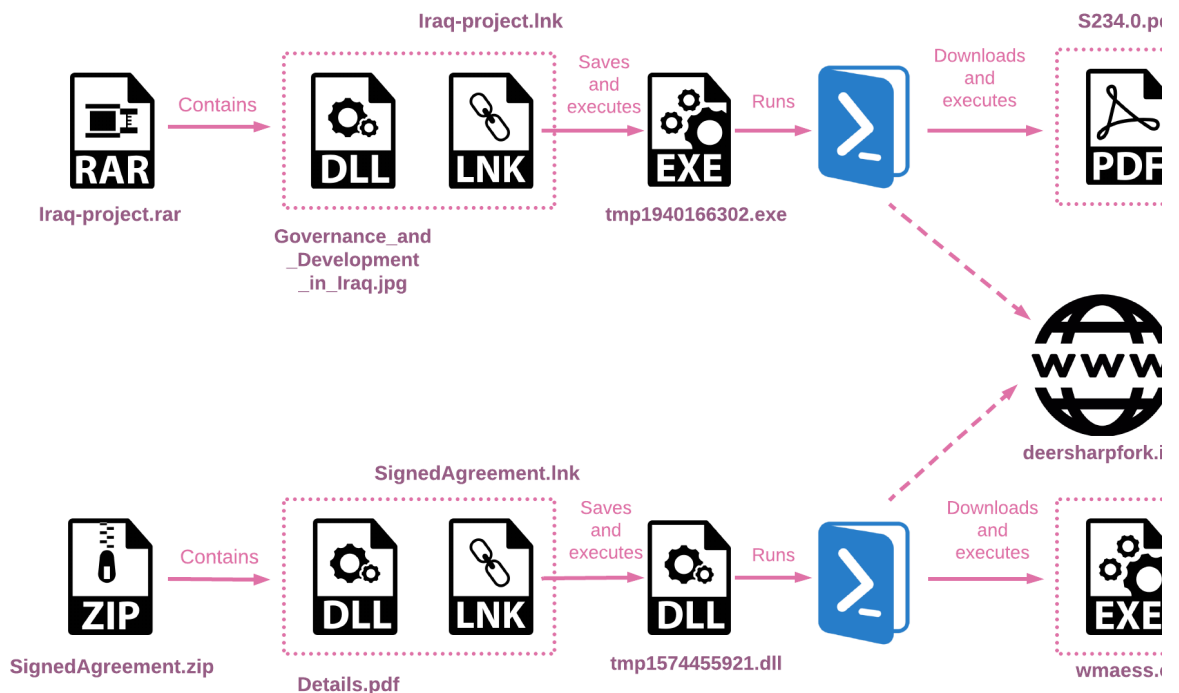 Iraq-project.lnk
S234.0.p
Saves
and
executes
Downloads
and
executes
Contains
Runs
RAR
DLL
LNK
EXE
PDF
Iraq-project.rar
tmp1940166302.exe
Governance_and
_Development
_in_Iraq.jpg
WWW
deersharpfork.i
SignedAgreement.lnk
Saves
and
executes
Downloads
and
executes
Contains
Runs
ZIP
DLL
LNK
DLL
EXE
SignedAgreement.zip
tmp1574455921.dll
wmaess.
Details.pdf